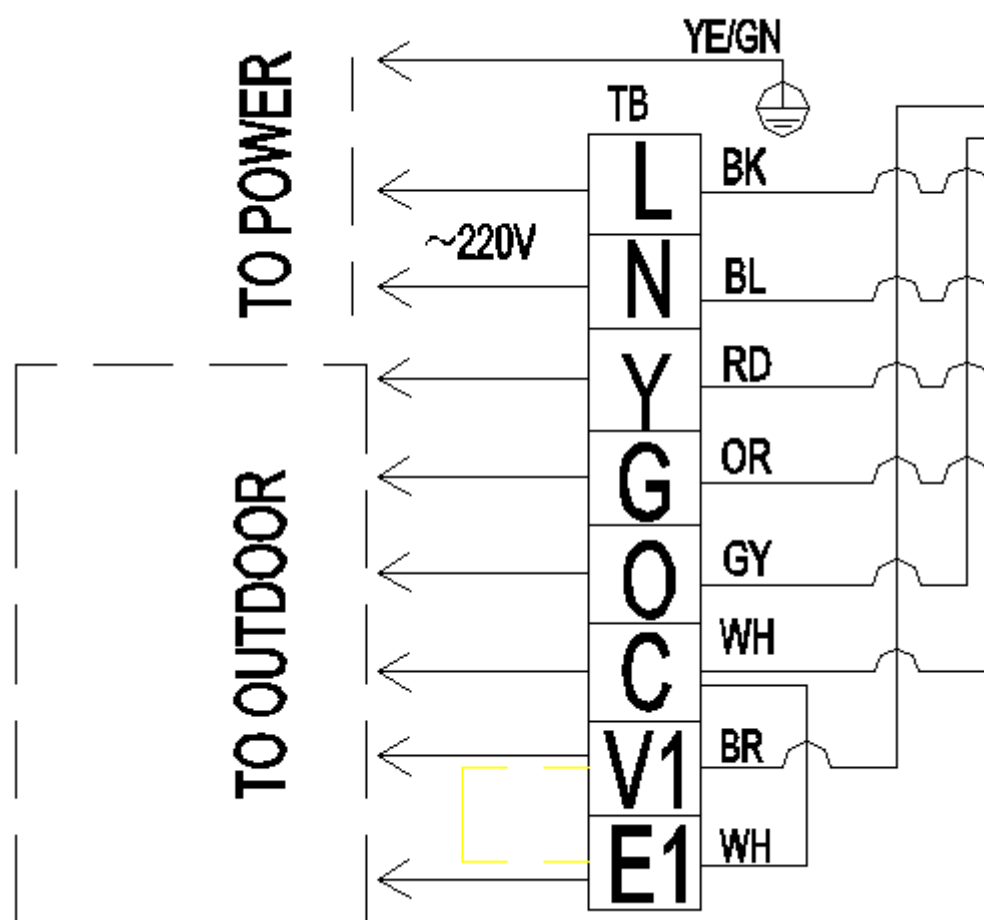 YE/GN
TB
TO POWER
L
BK
~220V
N
BL
Y
RD
G
OR
O
GY
TO OUTDOOR
C
WH
V1
BR
E1
WH